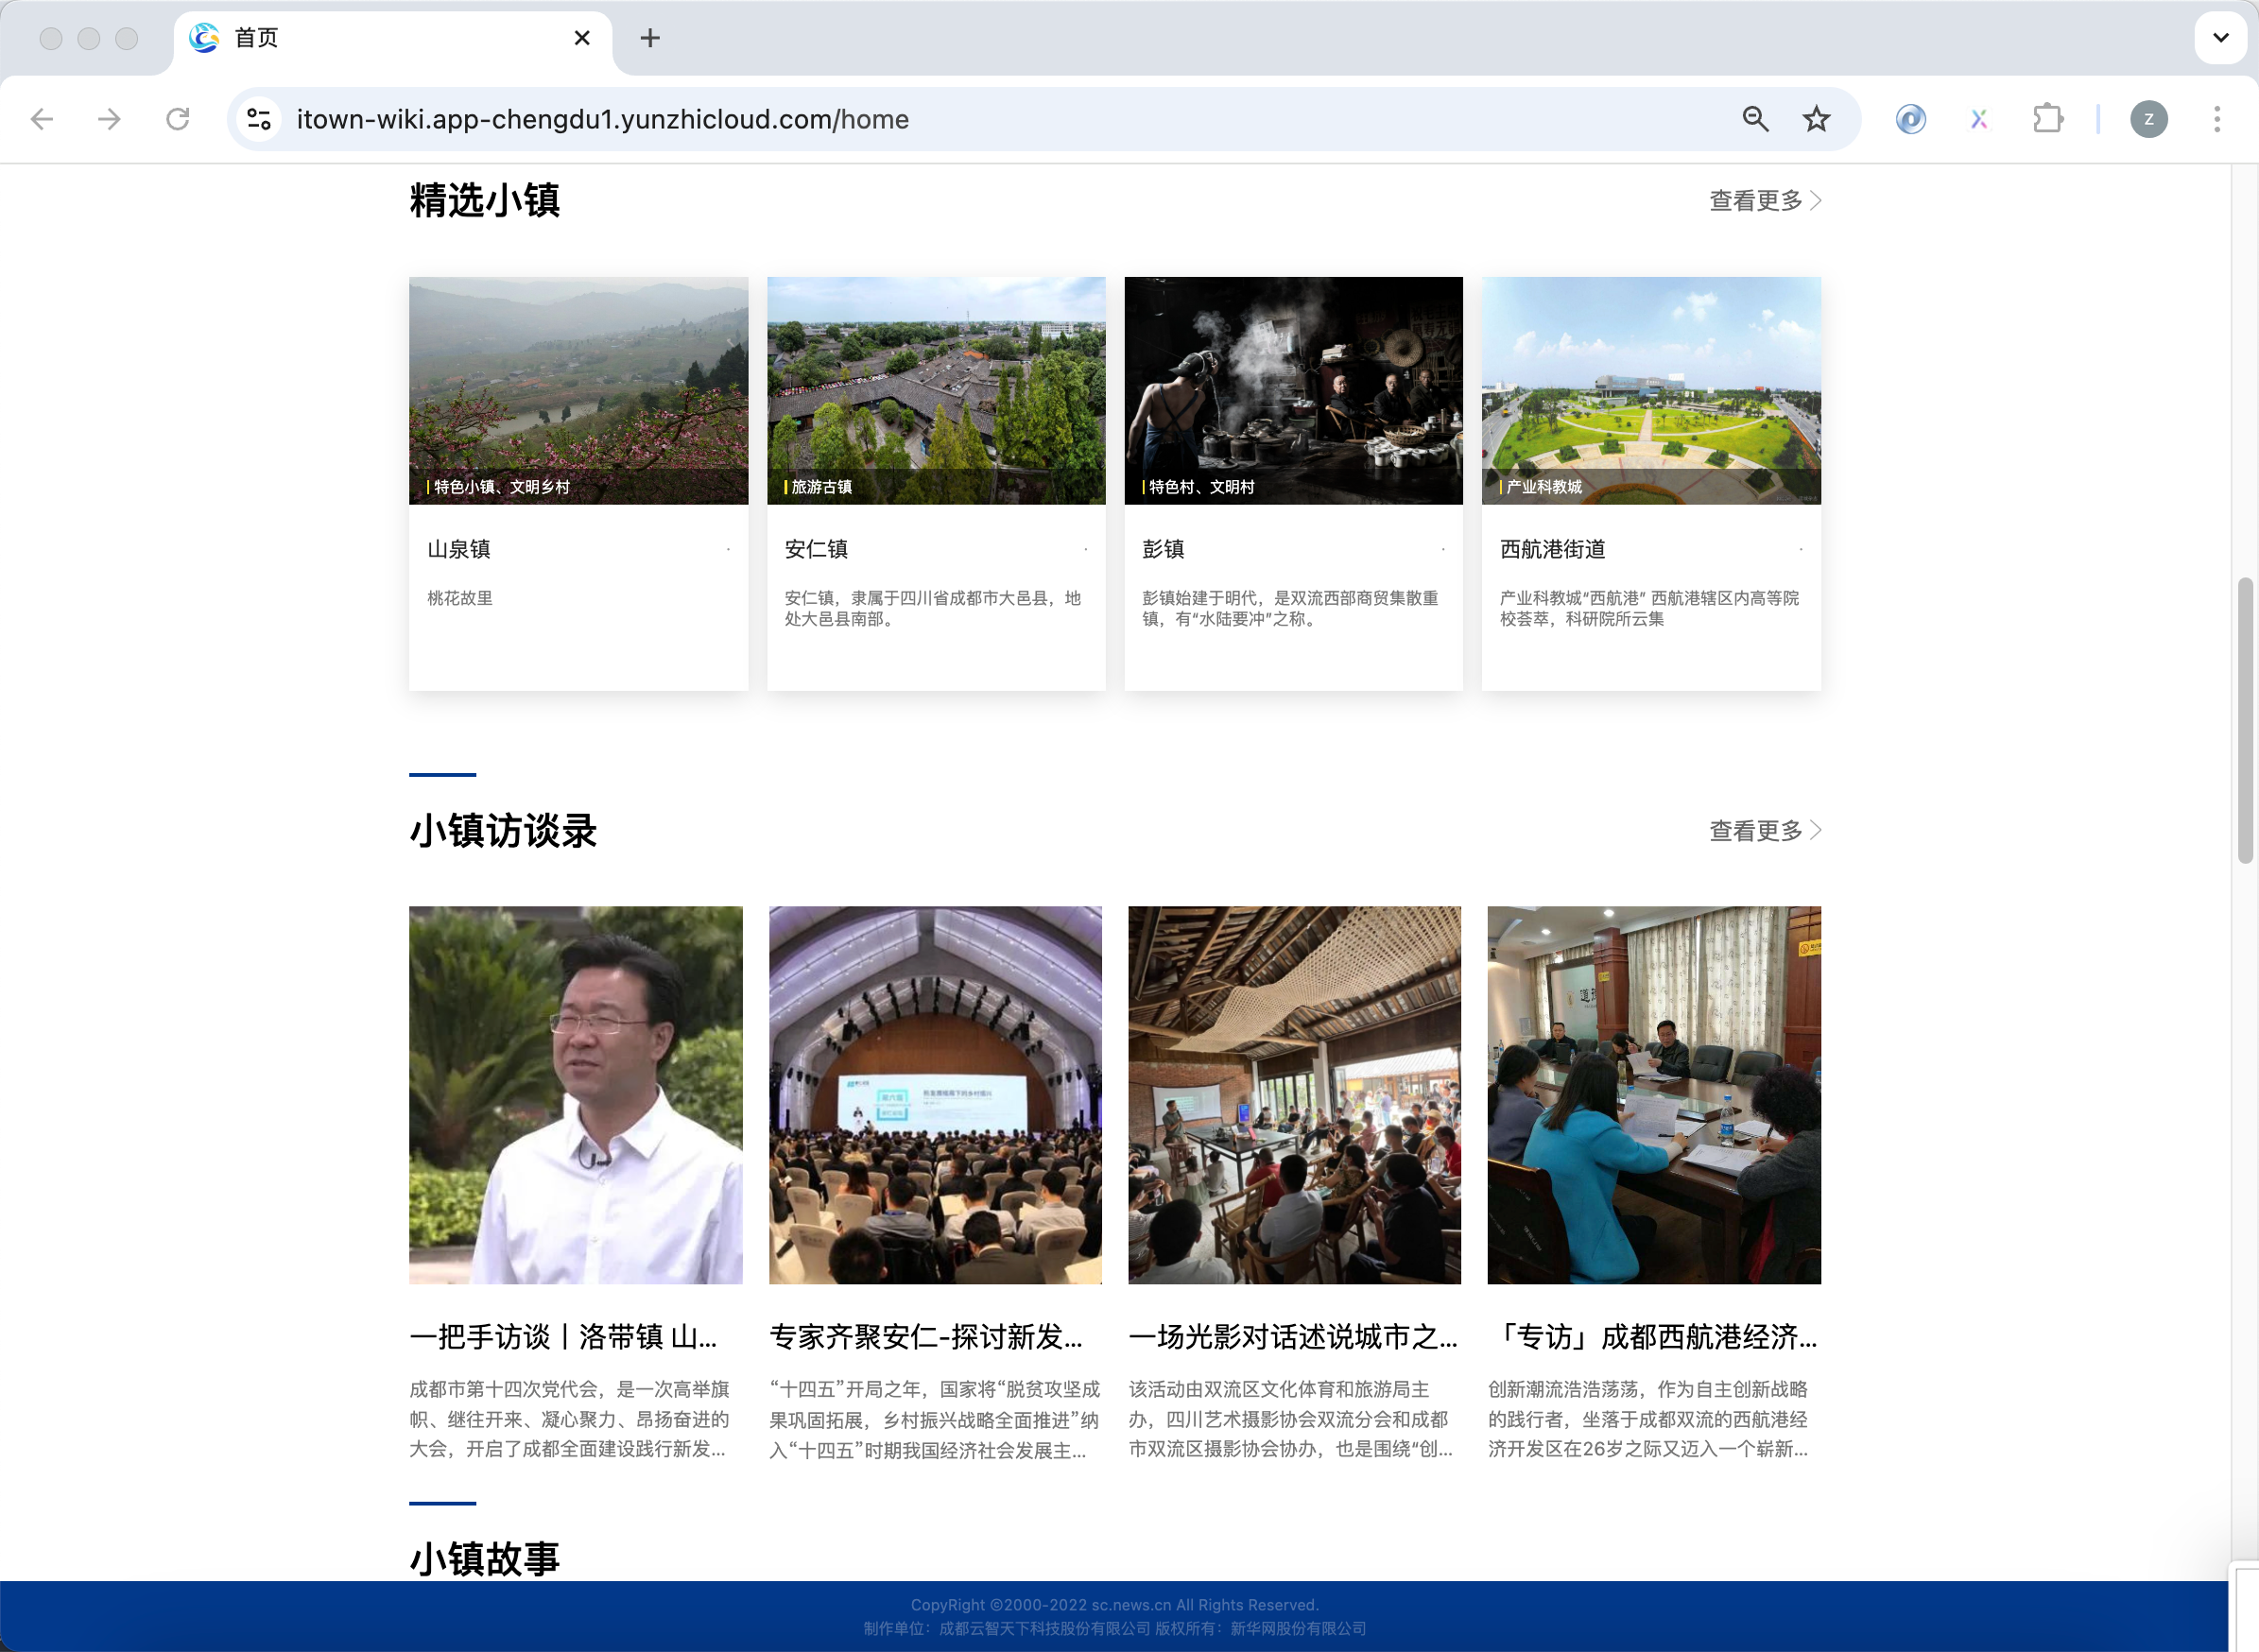 首页
itown-wiki.app-chengdu1.yunzhicloud.com/home
z
精选小镇
查看更多
特色小镇、文明乡村
旅游古镇
特色村、文明村
产业科教城
山泉镇
安仁镇
彭镇
西航港街道
桃花故里
安仁镇，隶属于四川省成都市大邑县，地
处大邑县南部。
彭镇始建于明代，是双流西部商贸集散重
镇，有“水陆要冲”之称。
产业科教城“西航港” 西航港辖区内高等院
校荟萃，科研院所云集
小镇访谈录
查看更多
第六届
一把手访谈丨洛带镇 山...
专家齐聚安仁-探讨新发...
一场光影对话述说城市之...
「专访」成都西航港经济...
成都市第十四次党代会，是一次高举旗
帜、继往开来、凝心聚力、昂扬奋进的
大会，开启了成都全面建设践行新发...
“十四五”开局之年，国家将“脱贫攻坚成
果巩固拓展，乡村振兴战略全面推进”纳
入“十四五”时期我国经济社会发展主...
该活动由双流区文化体育和旅游局主
办，四川艺术摄影协会双流分会和成都
市双流区摄影协会协办，也是围绕“创...
创新潮流浩浩荡荡，作为自主创新战略
的践行者，坐落于成都双流的西航港经
济开发区在26岁之际又迈入一个崭新...
小镇故事
CopyRight ©2000-2022 sc.news.cn All Rights Reserved.
制作单位：成都云智天下科技股份有限公司 版权所有：新华网股份有限公司